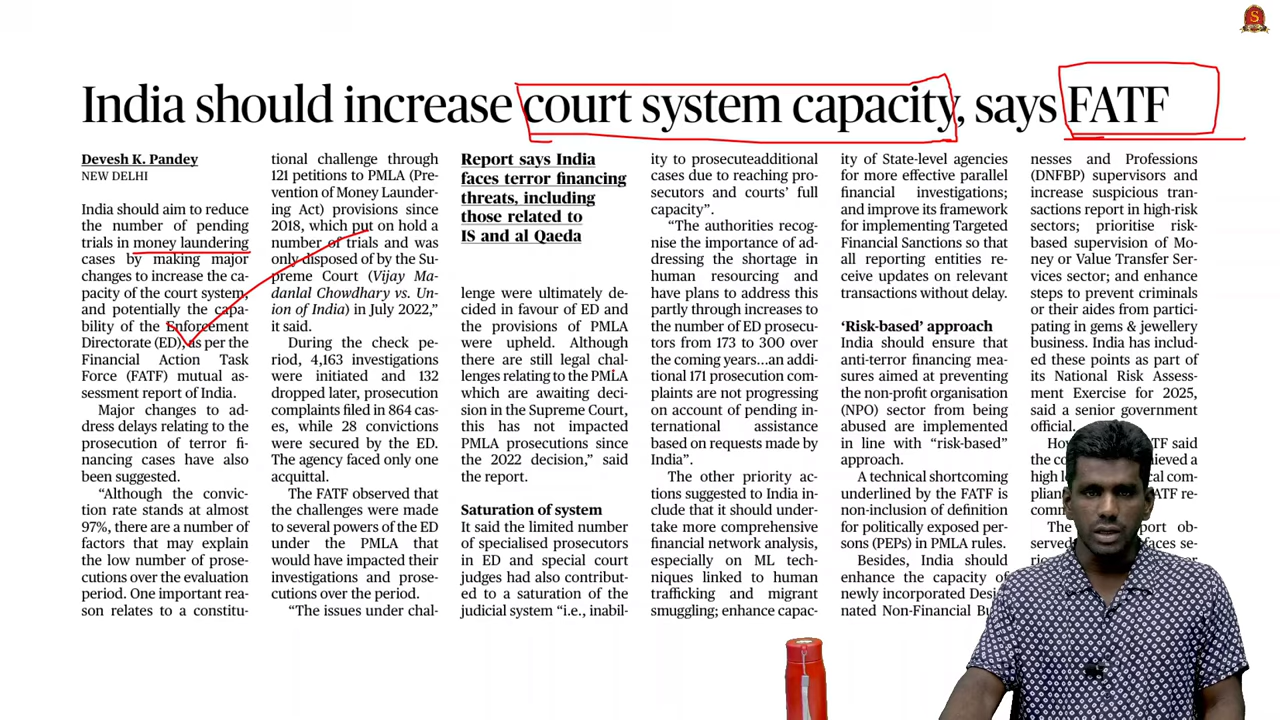 India should increase court system capacity, says FATF
Devesh K. Pandey
NEW DELHI
India should aim to reduce
the number of pending
trials in money laundering
cases by making major
changes to increase the ca-
pacity of the court system,
and potentially the capa-
bility of the Enforcement
Directorate (ED), as per the
Financial Action Task
Force (FATF) mutual as-
sessment report of India.
Major changes to ad-
dress delays relating to the
prosecution of terror fi-
nancing cases have also
been suggested.
“Although the convic-
tion rate stands at almost
97%, there are a number of
factors that may explain
the low number of prose-
cutions over the evaluation
period. One important rea-
son relates to a constitu-
tional challenge through
121 petitions to PMLA (Pre-
vention of Money Launder-
ing Act) provisions since
2018, which put on hold a
number of trials and was
only disposed of by the Su-
preme Court (Vijay Ma-
danlal Chowdhary vs. Un-
ion of India) in July 2022,”
it said.
During the check pe-
riod, 4,163 investigations
were initiated and 132
dropped later, prosecution
complaints filed in 864 cas-
es, while 28 convictions
were secured by the ED.
The agency faced only one
acquittal.
The FATF observed that
the challenges were made
to several powers of the ED
under the PMLA that
would have impacted their
investigations and prose-
cutions over the period.
“The issues under chal-
Report says India
faces terror financing
threats, including
those related to
IS and al Qaeda
lenge were ultimately de-
cided in favour of ED and
the provisions of PMLA
were upheld. Although
there are still legal chal-
lenges relating to the PMLA
which are awaiting deci-
sion in the Supreme Court,
this has not impacted
PMLA prosecutions since
the 2022 decision,” said
the report.
Saturation of system
It said the limited number
of specialised prosecutors
in ED and special court
judges had also contribut-
ed to a saturation of the
judicial system “i.e., inabil-
ity to prosecuteadditional
cases due to reaching pro-
secutors and courts’ full
capacity”.
“The authorities recog-
nise the importance of ad-
dressing the shortage in
human resourcing and
have plans to address this
partly through increases to
the number of ED prosecu-
tors from 173 to 300 over
the coming years...an addi-
tional 171 prosecution com-
plaints are not progressing
on account of pending in-
ternational assistance
based on requests made by
India”.
The other priority ac-
tions suggested to India in-
clude that it should under-
take more comprehensive
financial network analysis,
especially on ML tech-
niques linked to human
trafficking and migrant
smuggling; enhance capac-
ity of State-level agencies
for more effective parallel
financial investigations;
and improve its framework
for implementing Targeted
Financial Sanctions so that
all reporting entities re-
ceive updates on relevant
transactions without delay.
‘Risk-based’ approach
India should ensure that
anti-terror financing mea-
sures aimed at preventing
the non-profit organisation
(NPO) sector from being
abused are implemented
in line with “risk-based”
approach.
A technical shortcoming
underlined by the FATF is
non-inclusion of definition
for politically exposed per-
sons (PEPs) in PMLA rules.
Besides, India should
enhance the capacity of
newly incorporated Desig-
nated Non-Financial Bu
nesses and Professions
(DNFBP) supervisors and
increase suspicious tran-
sactions report in high-risk
sectors; prioritise risk-
based supervision of Mo-
ney or Value Transfer Ser-
vices sector; and enhance
steps to prevent criminals
or their aides from partici-
pating in gems & jewellery
business. India has includ-
ed these points as part of
its National Risk Assess-
ment Exercise for 2025,
said a senior government
official.
said
the
high